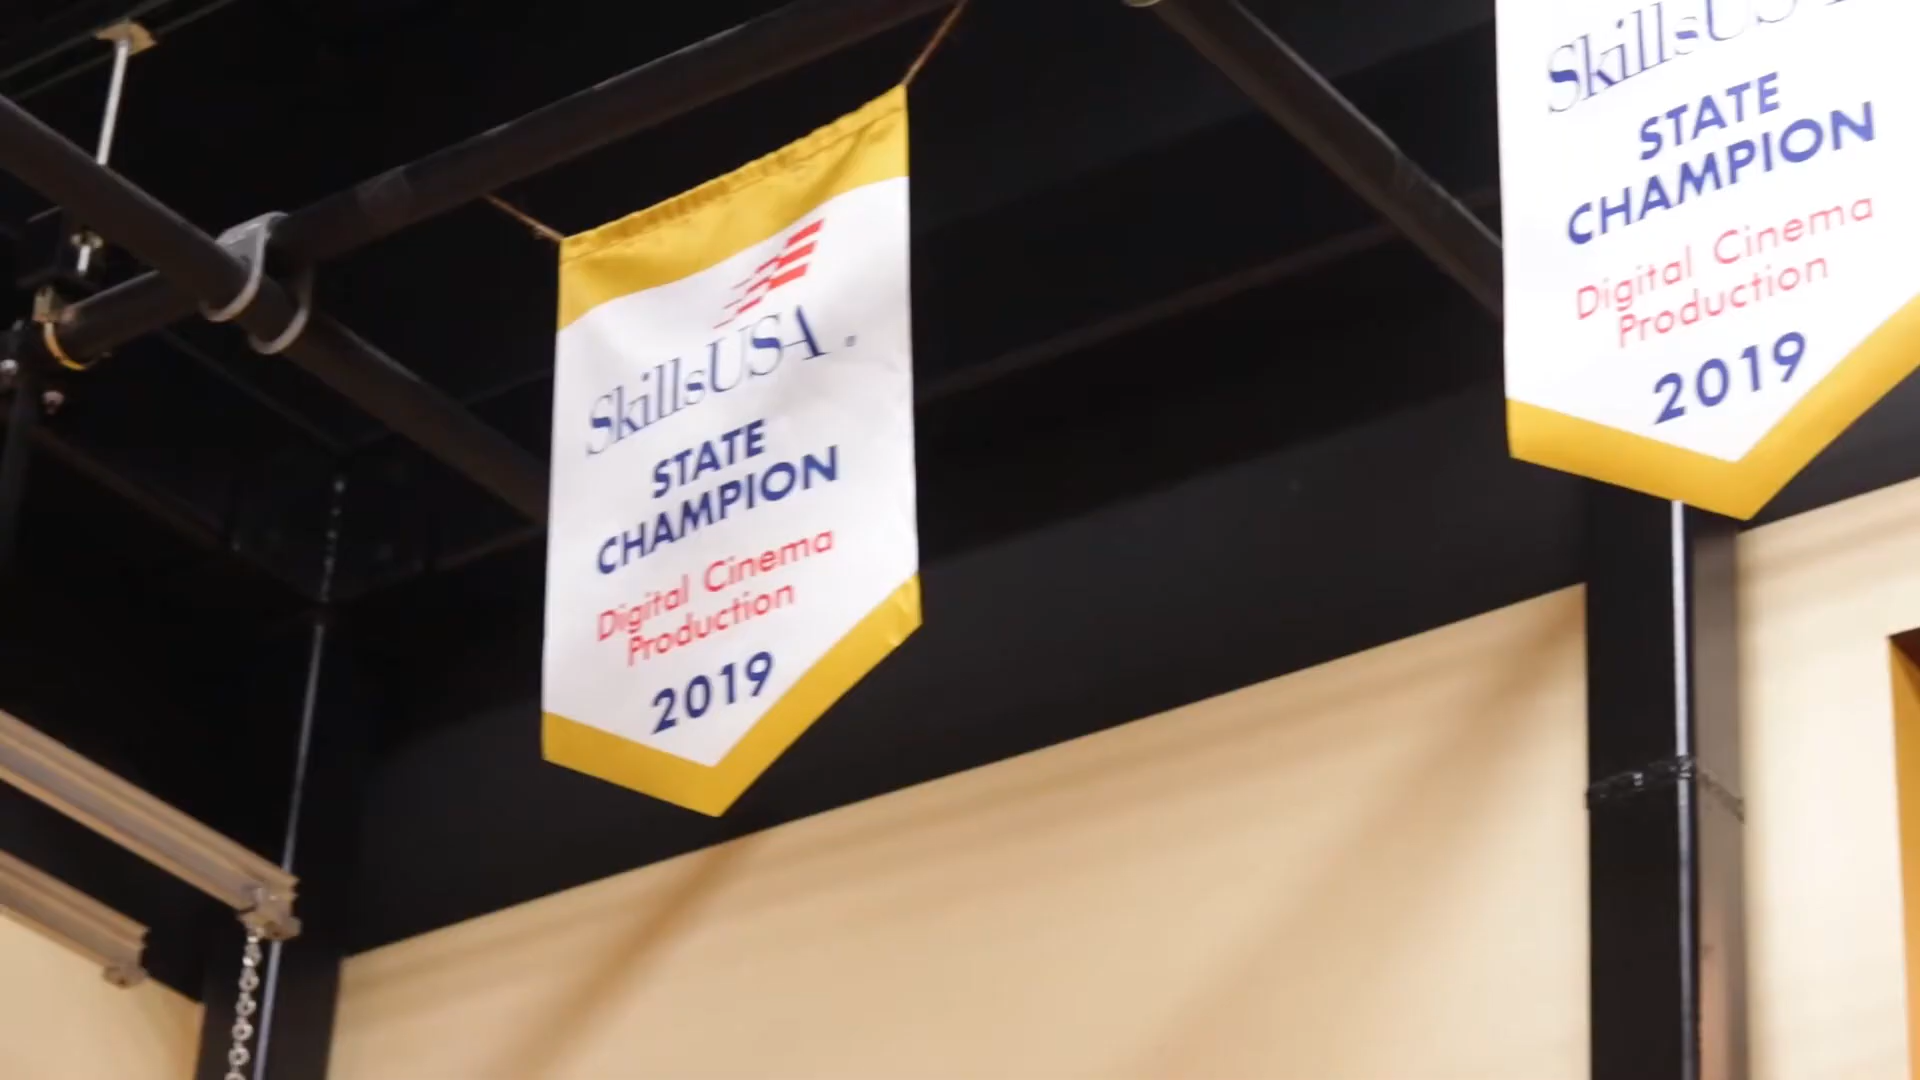 SkillsUSA
STATE
CHAMPION
Digital Cinema
Production
2019
SkillsUSA
STATE
CHAMPION
Digital Cinema
Production
2019